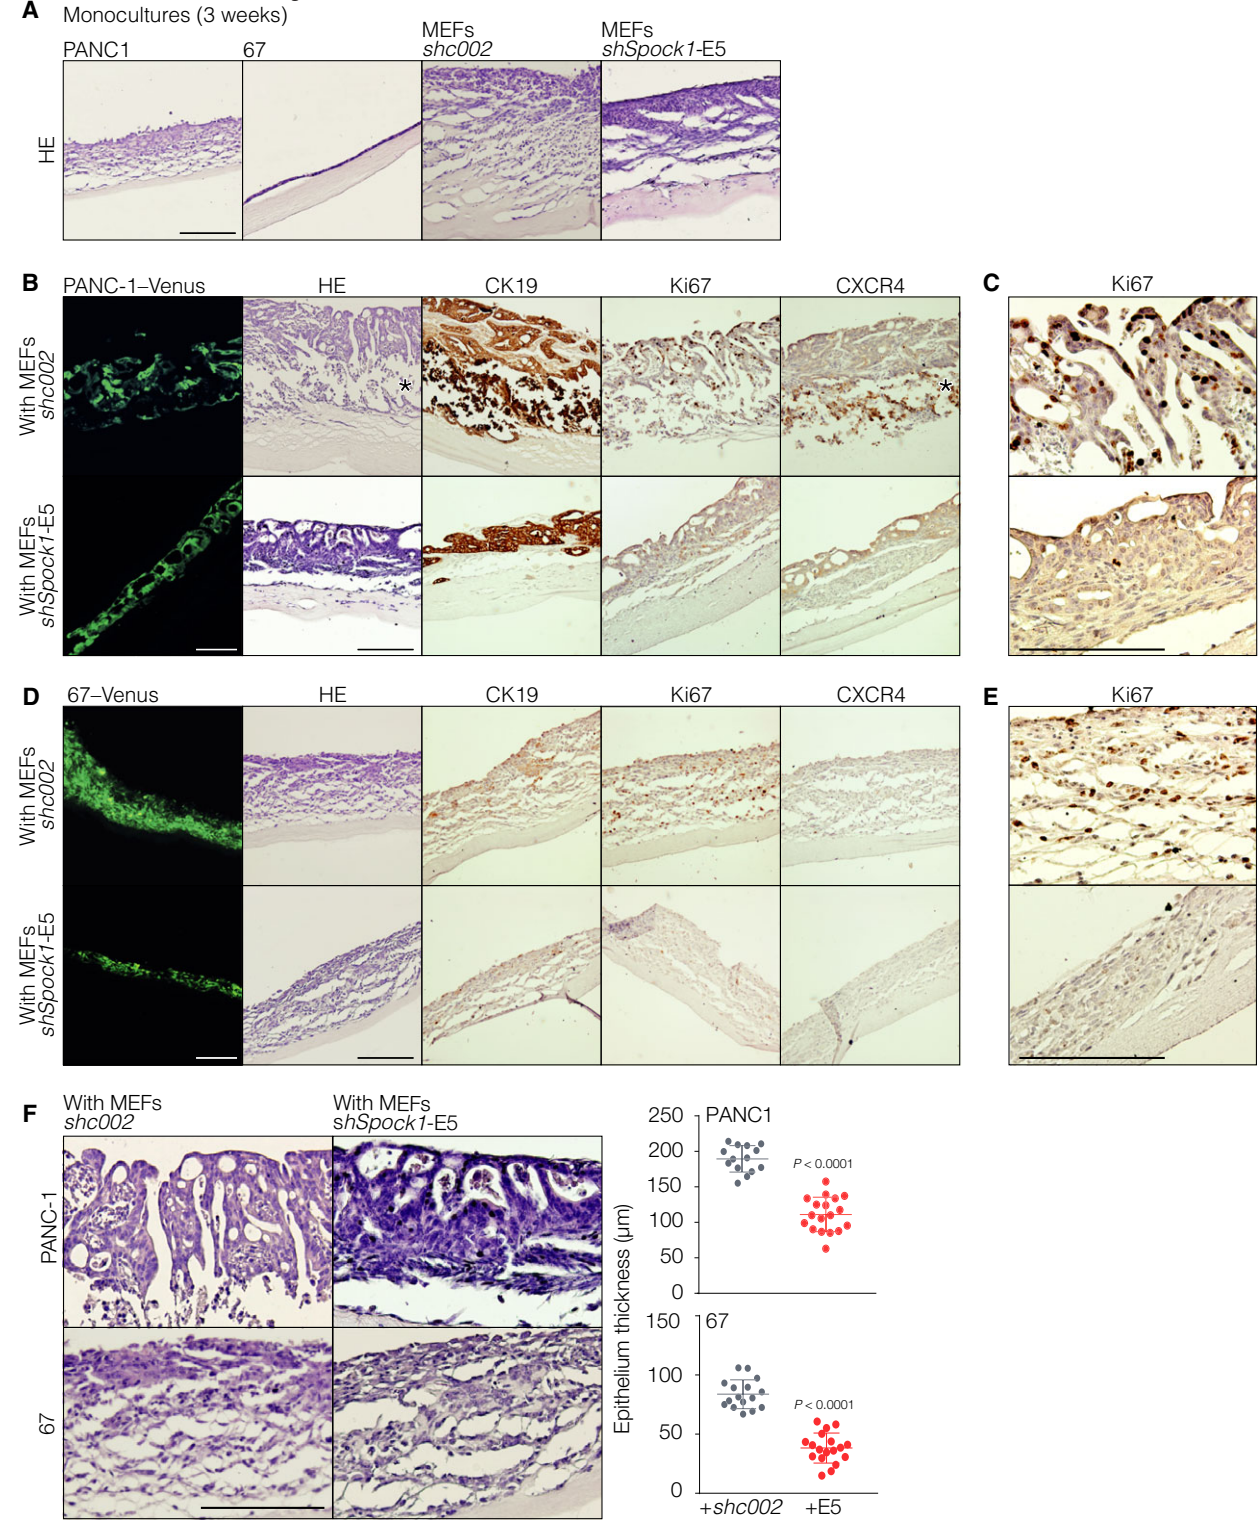 A
Monocultures (3 weeks)
PANC1
67
MEFs
shc002
MEFs
shSpock1-E5
HE
B
PANC-1–Venus
HE
CK19
Ki67
CXCR4
C
Ki67
With MEFs
shc002
*
*
With MEFs
shSpock1-E5
D
67–Venus
HE
CK19
Ki67
CXCR4
E
Ki67
With MEFs
shc002
With MEFs
shSpock1-E5
F
With MEFs
shc002
With MEFs
shSpock1-E5
PANC-1
67
Epithelium thickness (µm)
PANC1
250
200
150
100
50
0
P < 0.0001
67
150
100
50
0
P < 0.0001
+shc002
+E5